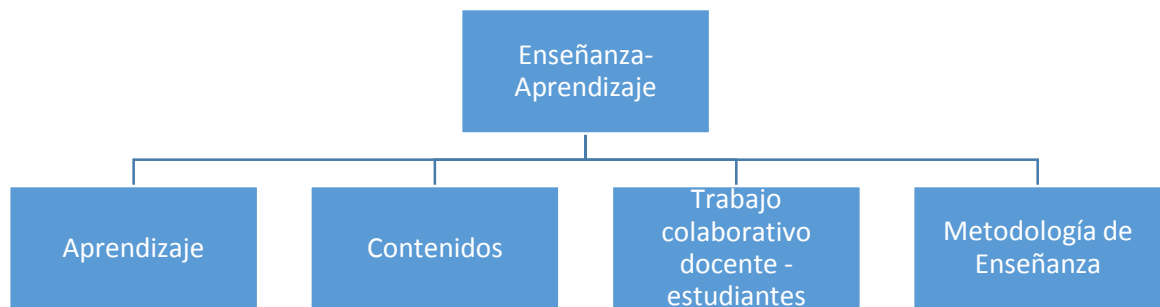 Enseñanza-
Aprendizaje
Aprendizaje
Contenidos
Trabajo
colaborativo
docente -
estudiantes
Metodología de
Enseñanza